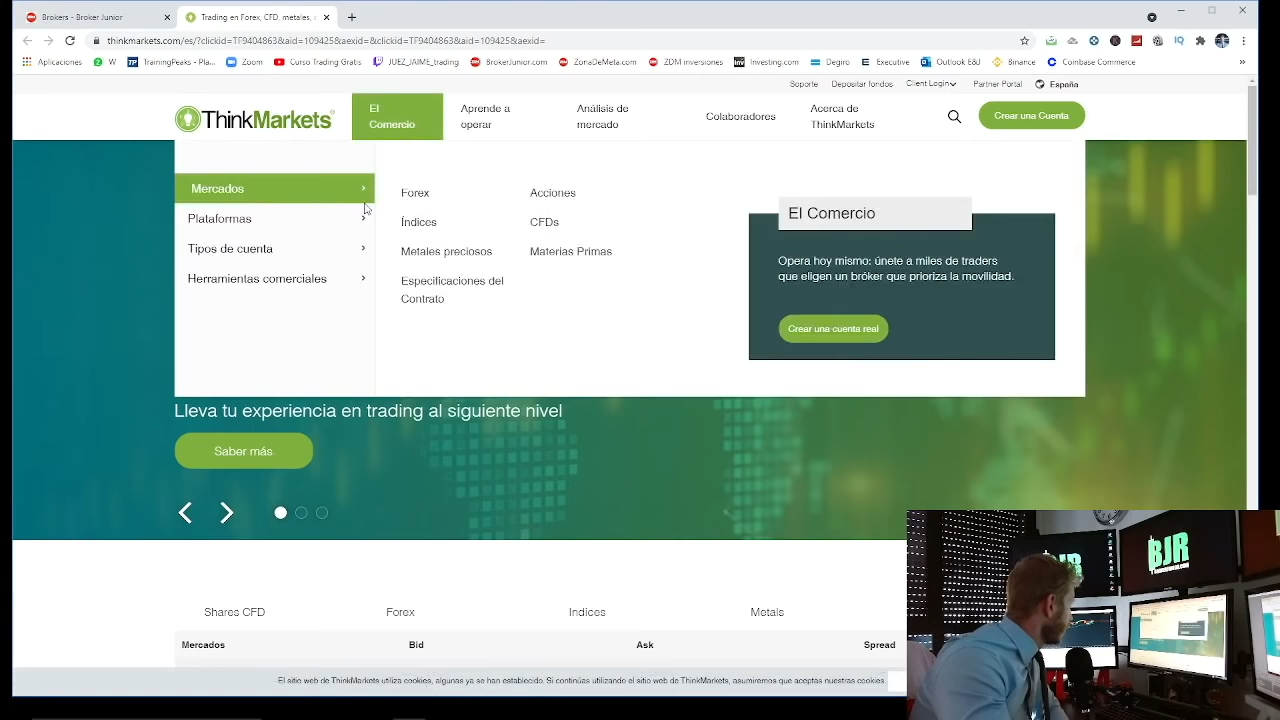 Brokers - Broker Junior
Trading en Forex, CFD, metales, c
thinkmarkets.com/es/?clickid=TF9404863&aid=109425&aexid=&clickid=TF9404863&aid=109425&aexid=
Aplicaciones W TrainingPeaks - Pla... Zoom Curso Trading Gratis JUEZ_JAIME_trading BrokerJunior.com ZonaDeMeta.com ZDM inversiones Investing.com Degiro Executive Outlook E&J Binance Coinbase Commerce
Soporte Depositar fondos Client Login Partner Portal España
ThinkMarkets
El
Comercio
Aprende a
operar
Análisis de
mercado
Colaboradores
Acerca de
ThinkMarkets
Crear una Cuenta
Mercados
Plataformas
Tipos de cuenta
Herramientas comerciales
Forex
Índices
Metales preciosos
Especificaciones del
Contrato
Acciones
CFDs
Materias Primas
El Comercio
Opera hoy mismo: únete a miles de traders
que eligen un bróker que prioriza la movilidad.
Crear una cuenta real
Lleva tu experiencia en trading al siguiente nivel
Saber más
Shares CFD Forex Indices Metals
Mercados Bid Ask Spread
El sitio web de ThinkMarkets utiliza cookies, algunas ya se han establecido. Si continúas utilizando el sitio web de ThinkMarkets, asumiremos que aceptas nuestras cookies
BJR
BJR